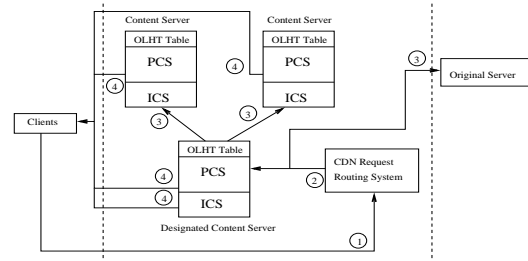 Content Server
Content Server
OLHT Table
PCS
ICS
OLHT Table
PCS
ICS
4
4
3
Original Server
Clients
3
3
OLHT Table
PCS
ICS
4
4
2
CDN Request
Routing System
Designated Content Server
1